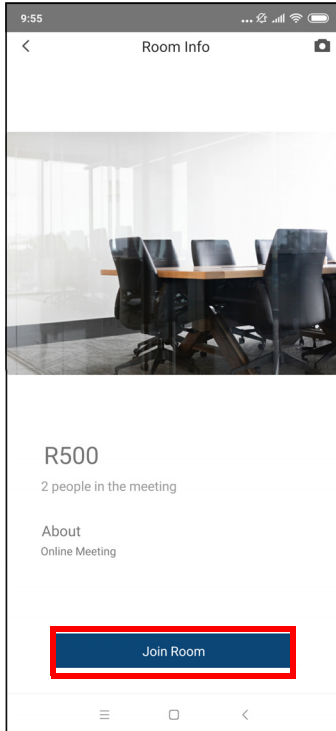 9:55
Room Info
R500
2 people in the meeting
About
Online Meeting
Join Room